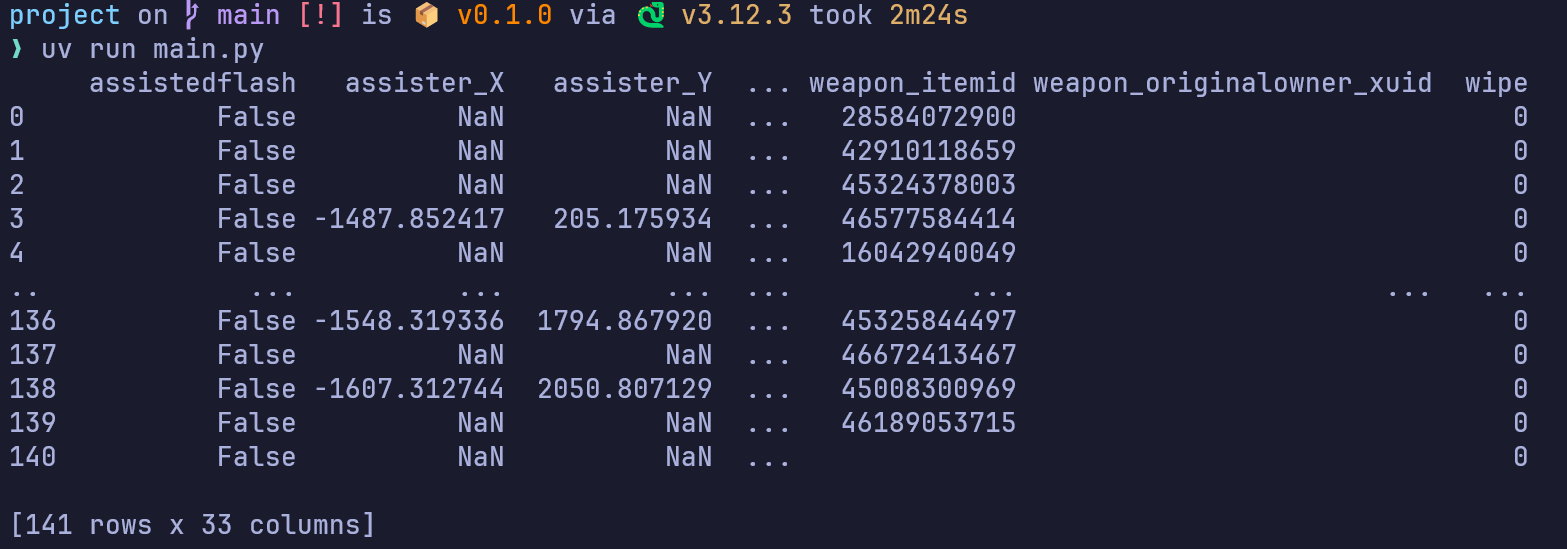 project on main [!] is 📦 v0.1.0 via 🐍 v3.12.3 took 2m24s
❱ uv run main.py
     assistedflash   assister_X   assister_Y  ... weapon_itemid weapon_originalowner_xuid  wipe
0            False          NaN          NaN  ...   28584072900                               0
1            False          NaN          NaN  ...   42910118659                               0
2            False          NaN          NaN  ...   45324378003                               0
3            False -1487.852417   205.175934  ...   46577584414                               0
4            False          NaN          NaN  ...   16042940049                               0
..             ...          ...          ...  ...           ...                       ...   ...
136          False -1548.319336  1794.867920  ...   45325844497                               0
137          False          NaN          NaN  ...   46672413467                               0
138          False -1607.312744  2050.807129  ...   45008300969                               0
139          False          NaN          NaN  ...   46189053715                               0
140          False          NaN          NaN  ...                                             0
[141 rows x 33 columns]